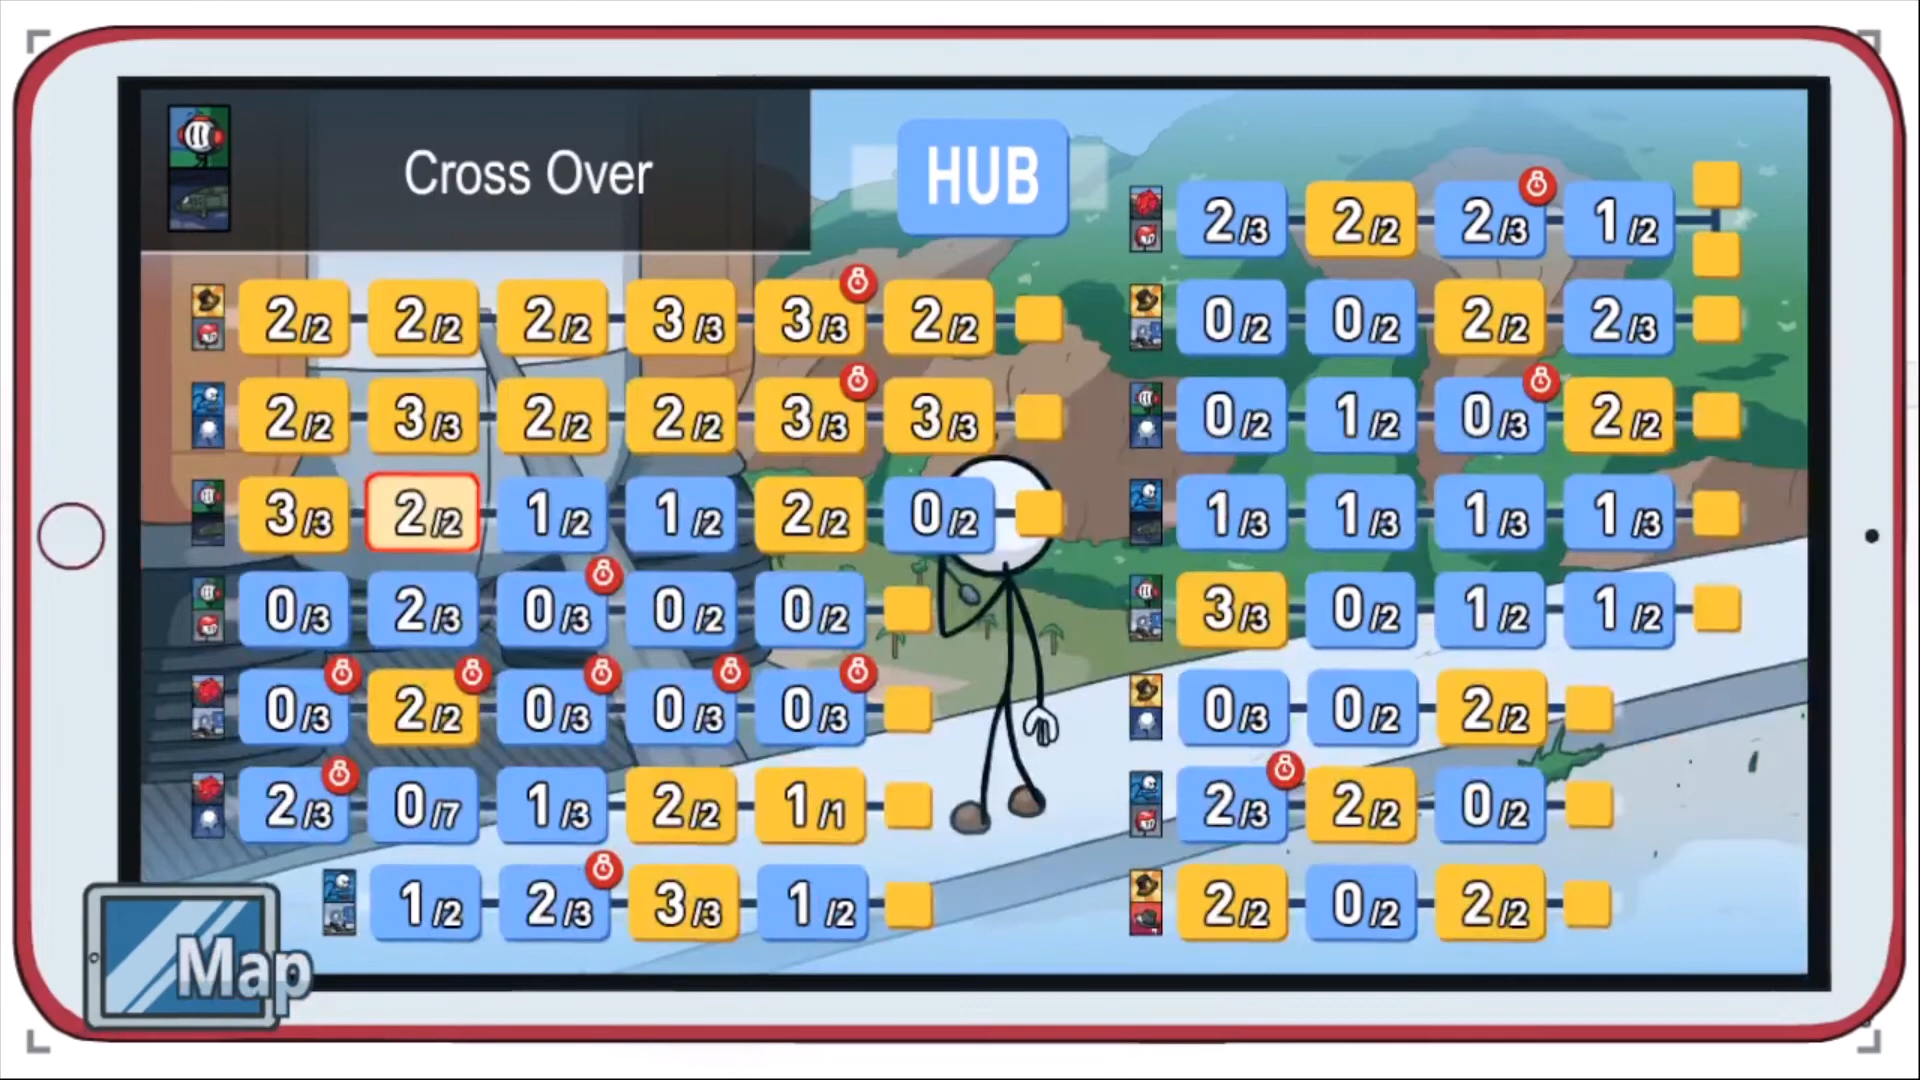 Cross Over
HUB
2/2 2/2 2/2 3/3 3/3 2/2
2/2 3/3 2/2 2/2 3/3 3/3
3/3 2/2 1/2 1/2 2/2 0/2
0/3 2/3 0/3 0/2 0/2
0/3 2/2 0/3 0/3 0/3
2/3 0/7 1/3 2/2 1/1
1/2 2/3 3/3 1/2
2/3 2/2 2/3 1/2
0/2 0/2 2/2 2/3
0/2 1/2 0/3 2/2
1/3 1/3 1/3 1/3
3/3 0/2 1/2 1/2
0/3 0/2 2/2
2/3 2/2 0/2
2/2 0/2 2/2
Map